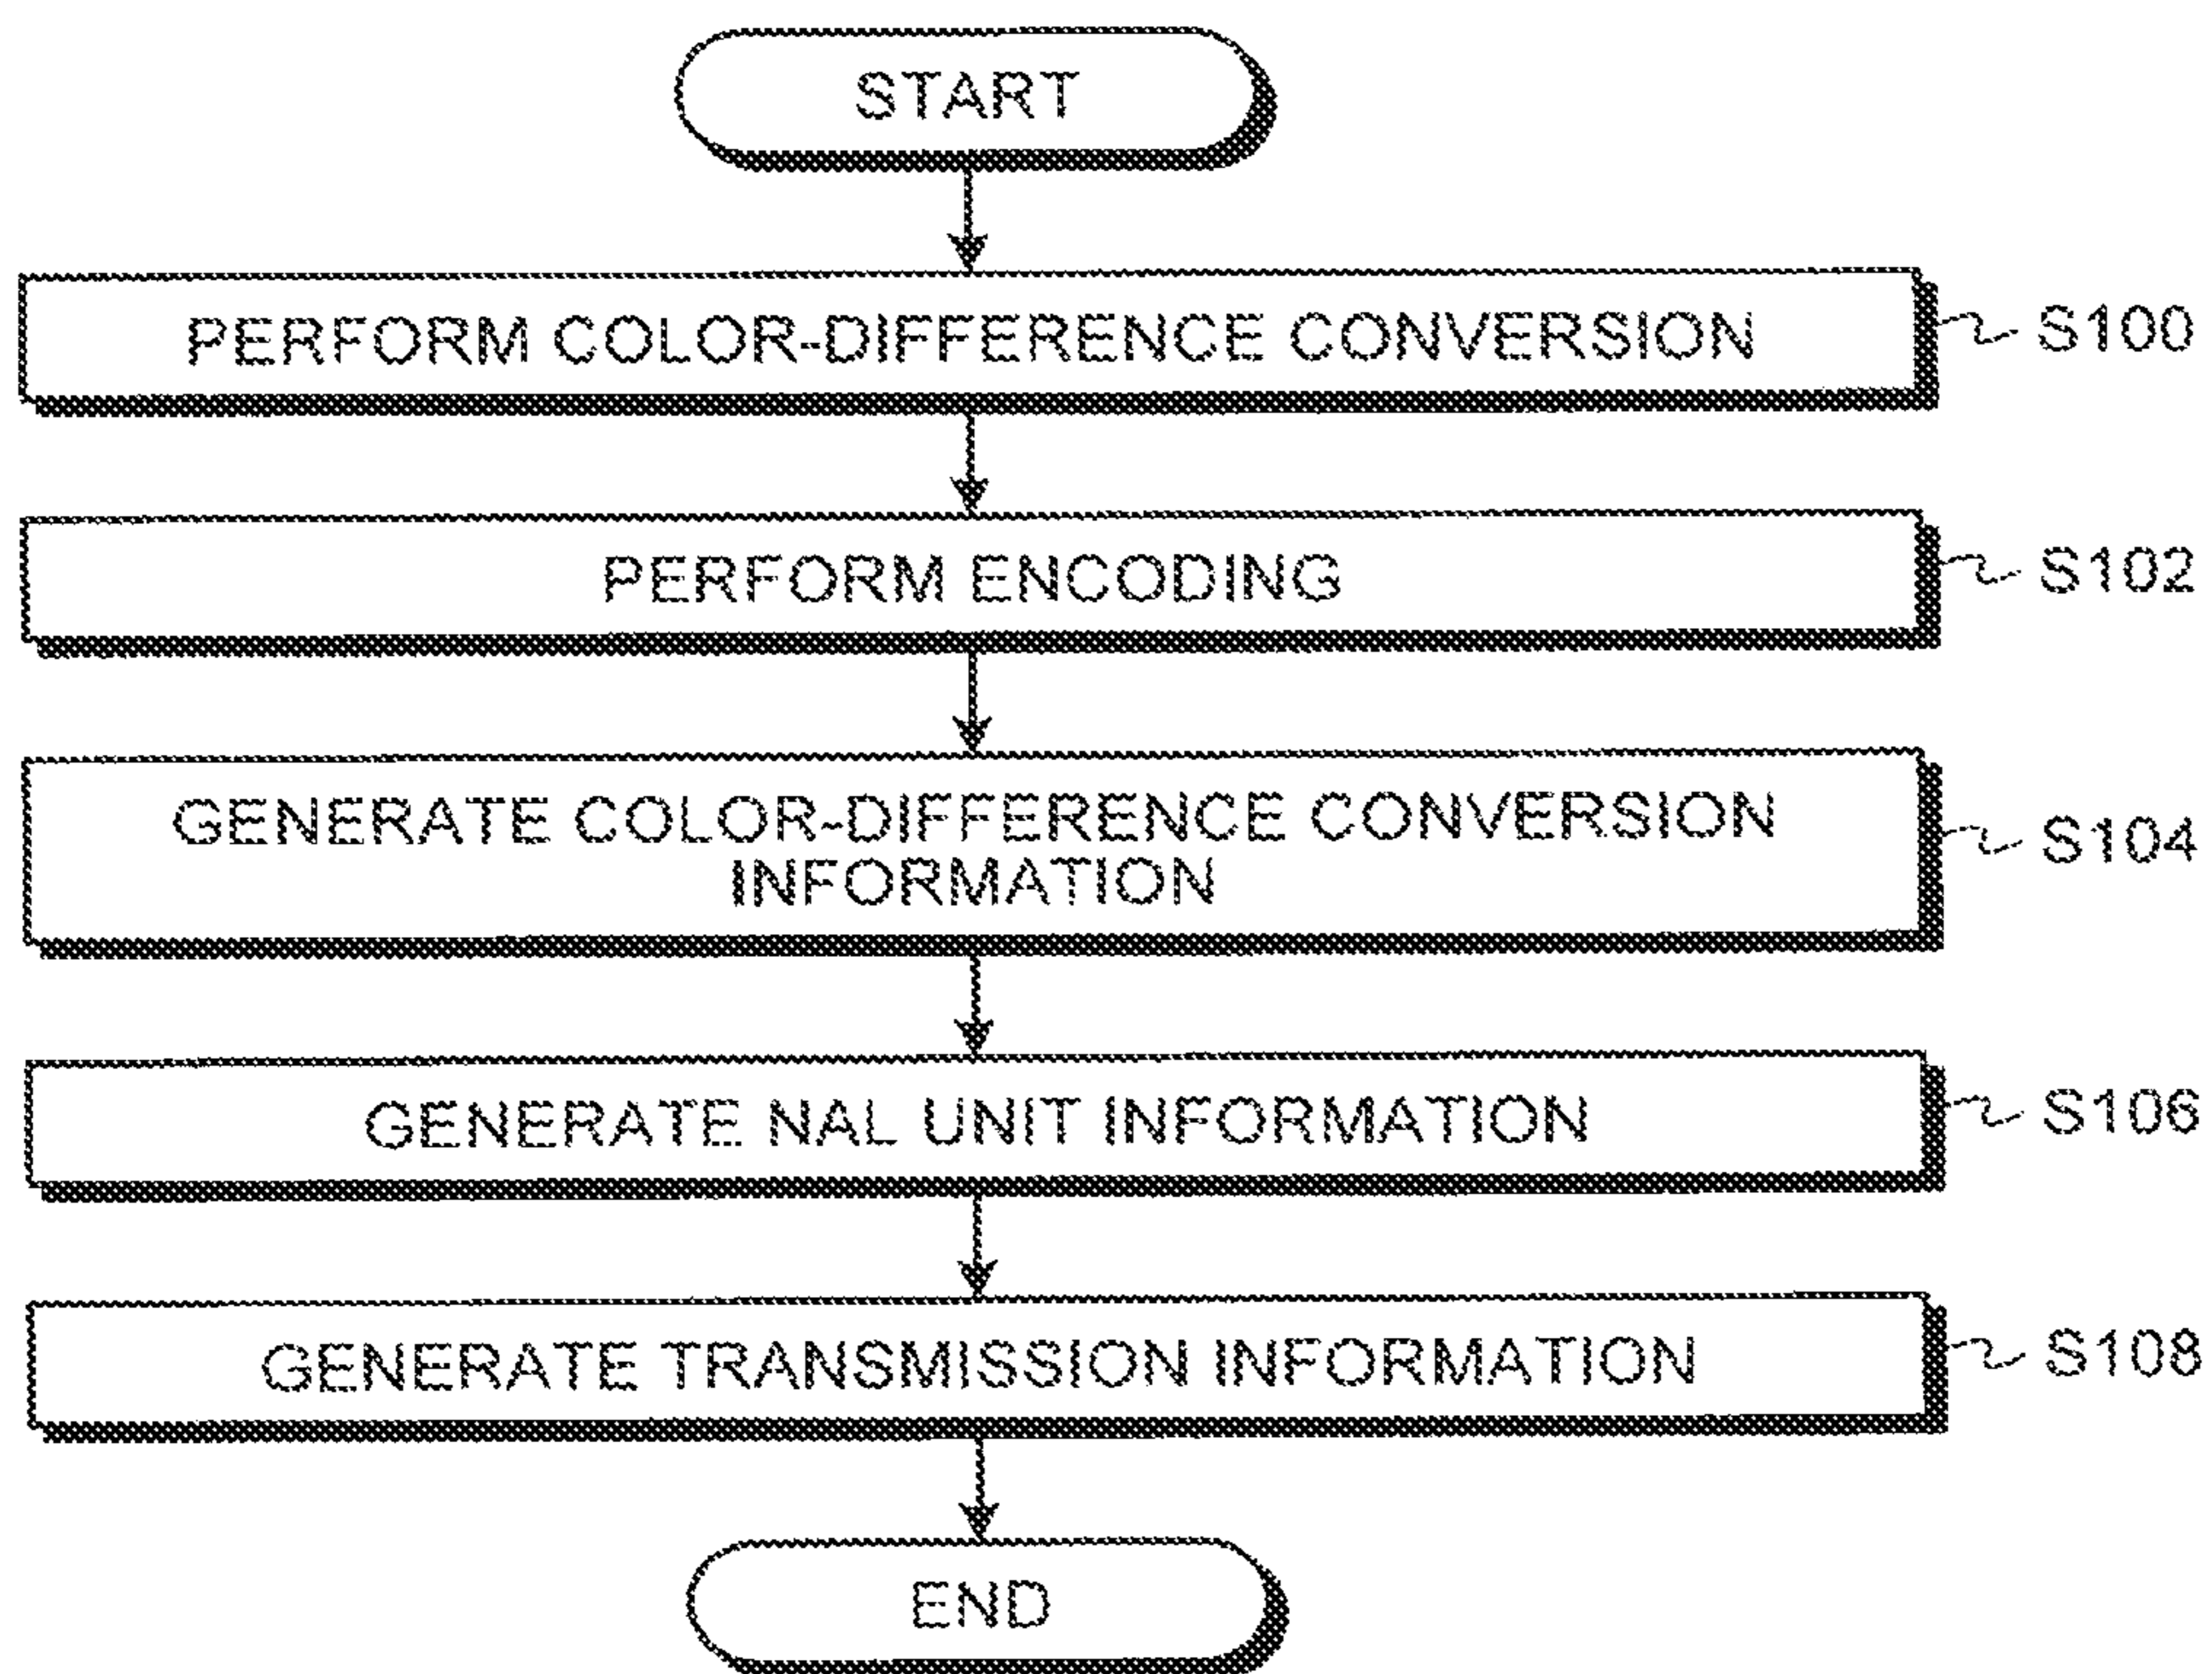 START
PERFORM COLOR-DIFFERENCE CONVERSION
S100
PERFORM ENCODING
S102
GENERATE COLOR-DIFFERENCE CONVERSION
INFORMATION
S104
GENERATE NAL UNIT INFORMATION
S106
GENERATE TRANSMISSION INFORMATION
S108
END